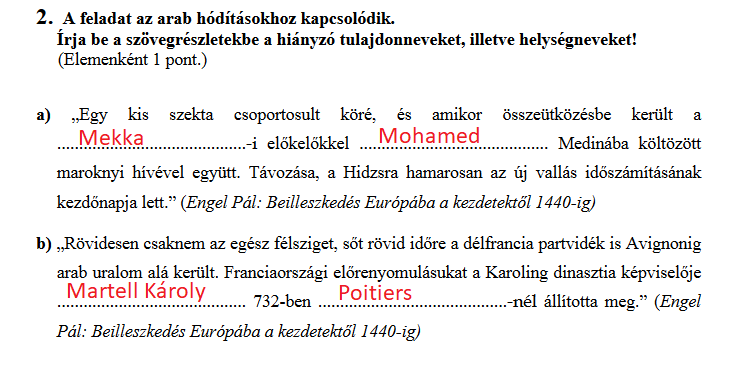 2. A feladat az arab hódításokhoz kapcsolódik.
Írja be a szövegrészletekbe a hiányzó tulajdonneveket, illetve helységneveket!
(Elemenként 1 pont.)
a) „Egy kis szekta csoportosult köré, és amikor összeütközésbe került a
Mekka-i előkelőkkel Mohamed Medinába költözött
maroknyi hívével együtt. Távozása, a Hidzsra hamarosan az új vallás időszámításának
kezdőnapja lett.” (Engel Pál: Beilleszkedés Európába a kezdetektől 1440-ig)
b) „Rövidesen csaknem az egész félsziget, sőt rövid időre a délfrancia partvidék is Avignonig
arab uralom alá került. Franciaországi előrenyomulásukat a Karoling dinasztia képviselője
Martell Károly 732-ben Poitiers-nél állította meg.” (Engel
Pál: Beilleszkedés Európába a kezdetektől 1440-ig)